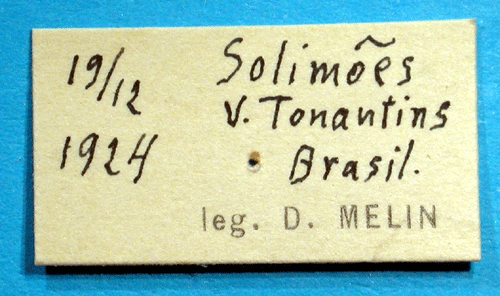 19/12
1924
Solimões
v. Tonantins
Brasil.
leg. D. MELIN